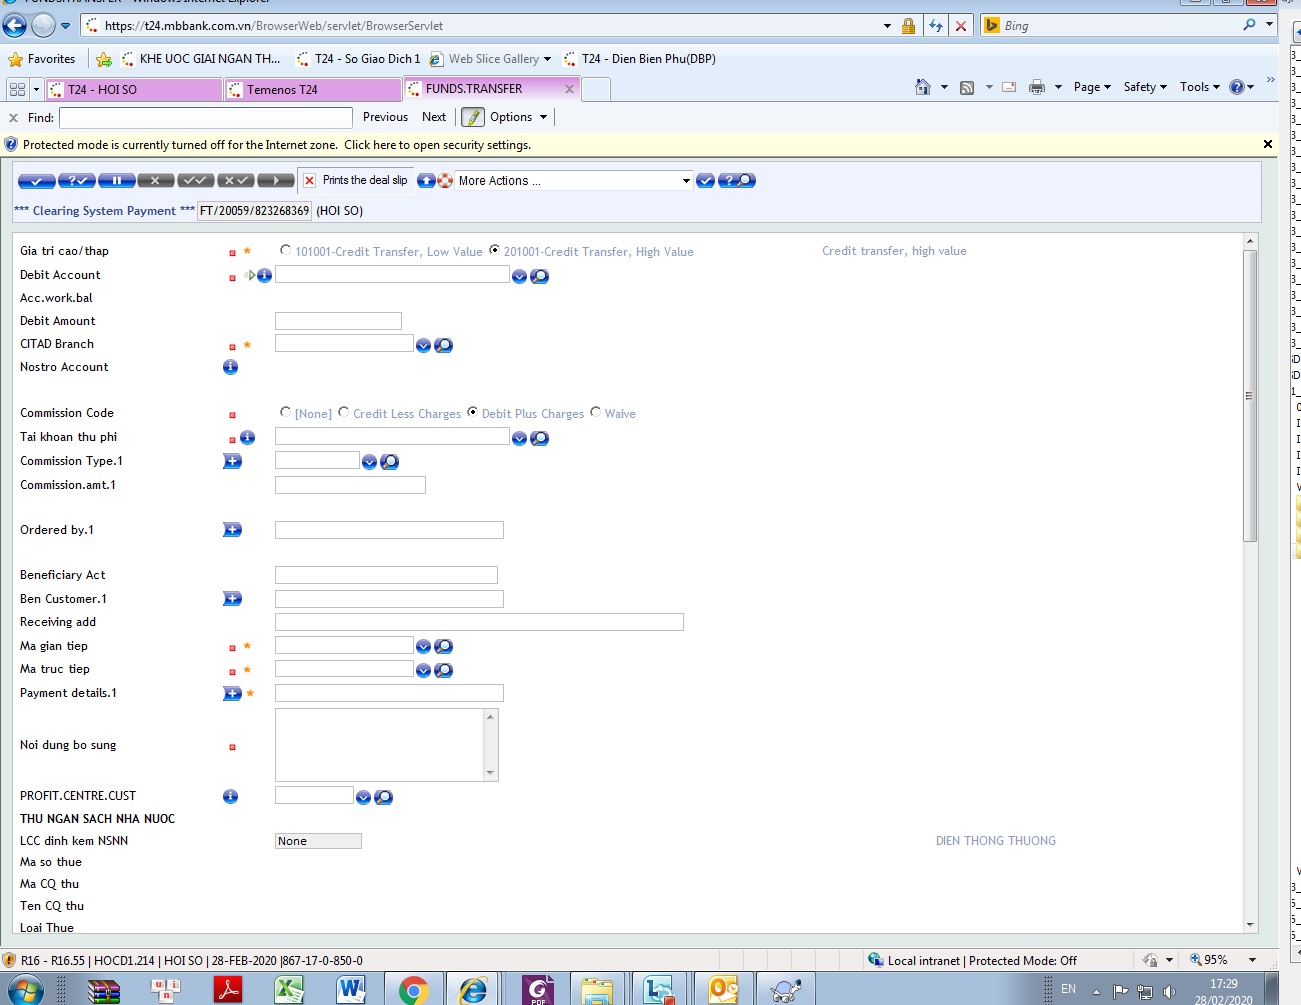 https://t24.mbbank.com.vn/BrowserWeb/servlet/BrowserServlet
Bing
Favorites
KHE UOC GIAI NGAN TH...
T24 - So Giao Dich 1
Web Slice Gallery
T24 - Dien Bien Phu(DBP)
T24 - HOI SO
Temenos T24
FUNDS.TRANSFER
Page
Safety
Tools
x Find:
Previous
Next
Options
Protected mode is currently turned off for the Internet zone. Click here to open security settings.
Prints the deal slip
More Actions ...
*** Clearing System Payment *** FT/20059/823268369 (HOI SO)
Gia tri cao/thap
101001-Credit Transfer, Low Value
201001-Credit Transfer, High Value
Credit transfer, high value
Debit Account
Acc.work.bal
Debit Amount
CITAD Branch
Nostro Account
Commission Code
[None]
Credit Less Charges
Debit Plus Charges
Waive
Tai khoan thu phi
Commission Type.1
Commission.amt.1
Ordered by.1
Beneficiary Act
Ben Customer.1
Receiving add
Ma gian tiep
Ma truc tiep
Payment details.1
Noi dung bo sung
PROFIT.CENTRE.CUST
THU NGAN SACH NHA NUOC
LCC dinh kem NSNN
None
DIEN THONG THUONG
Ma so thue
Ma CQ thu
Ten CQ thu
Loai Thue
R16 - R16.55 | HOCD1.214 | HOI SO | 28-FEB-2020 |867-17-0-850-0
Local intranet | Protected Mode: Off
95%
EN
17:29
28/02/2020